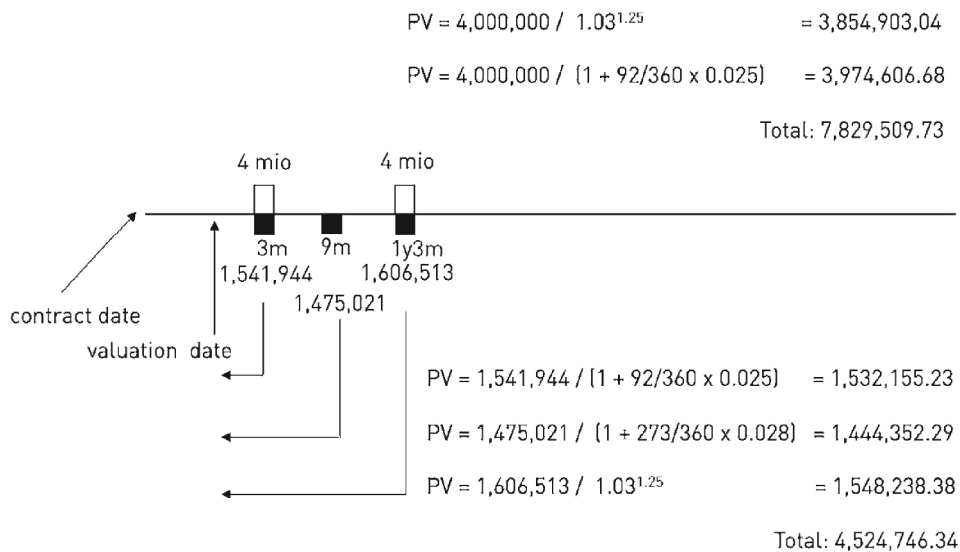 PV = 4,000,000 / 1.03^1.25 = 3,854,903,04
PV = 4,000,000 / (1 + 92/360 x 0.025) = 3,974,606.68
Total: 7,829,509.73
4 mio 4 mio
3m 9m 1y3m
1,541,944 1,606,513
1,475,021
contract date
valuation date
PV = 1,541,944 / (1 + 92/360 x 0.025) = 1,532,155.23
PV = 1,475,021 / (1 + 273/360 x 0.028) = 1,444,352.29
PV = 1,606,513 / 1.03^1.25 = 1,548,238.38
Total: 4,524,746.34